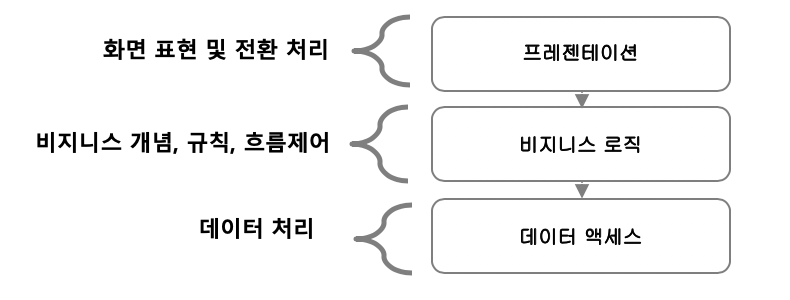 화면 표현 및 전환 처리
프레젠테이션
비지니스 개념, 규칙, 흐름제어
비지니스 로직
데이터 처리
데이터 액세스